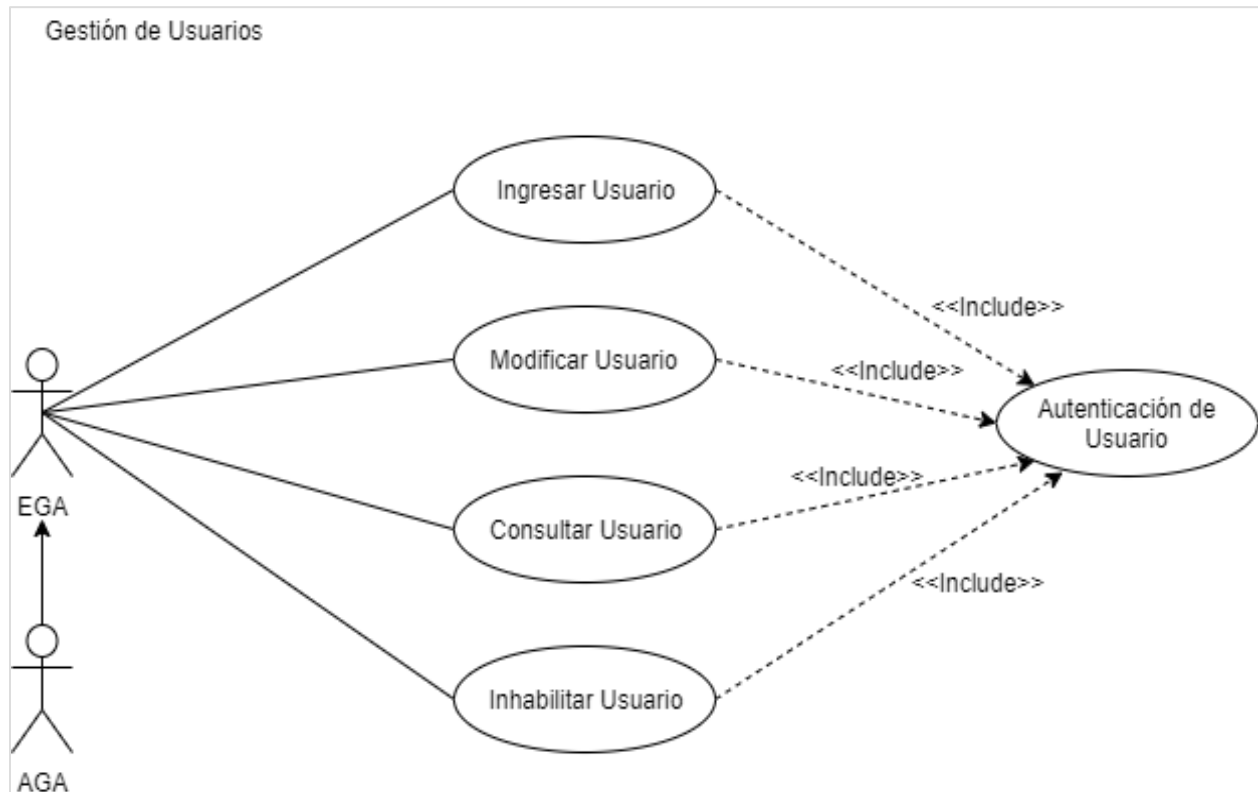 Gestión de Usuarios
Ingresar Usuario
<<Include>>
Modificar Usuario
<<Include>>
Autenticación de
Usuario
EGA
<<Include>>
Consultar Usuario
<<Include>>
Inhabilitar Usuario
AGA